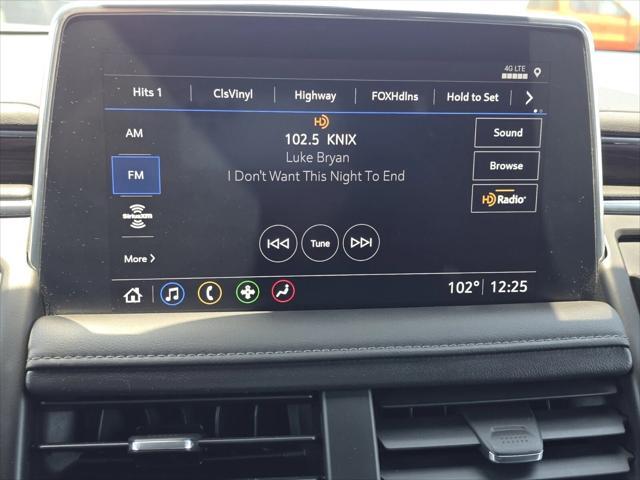 4G LTE
Hits 1 ClsVinyl Highway FOXHdlns Hold to Set
AM
HD
102.5 KNIX
Sound
Luke Bryan
Browse
FM
I Don't Want This Night To End
HD Radio
SiriusXM
Tune
More
102° 12:25